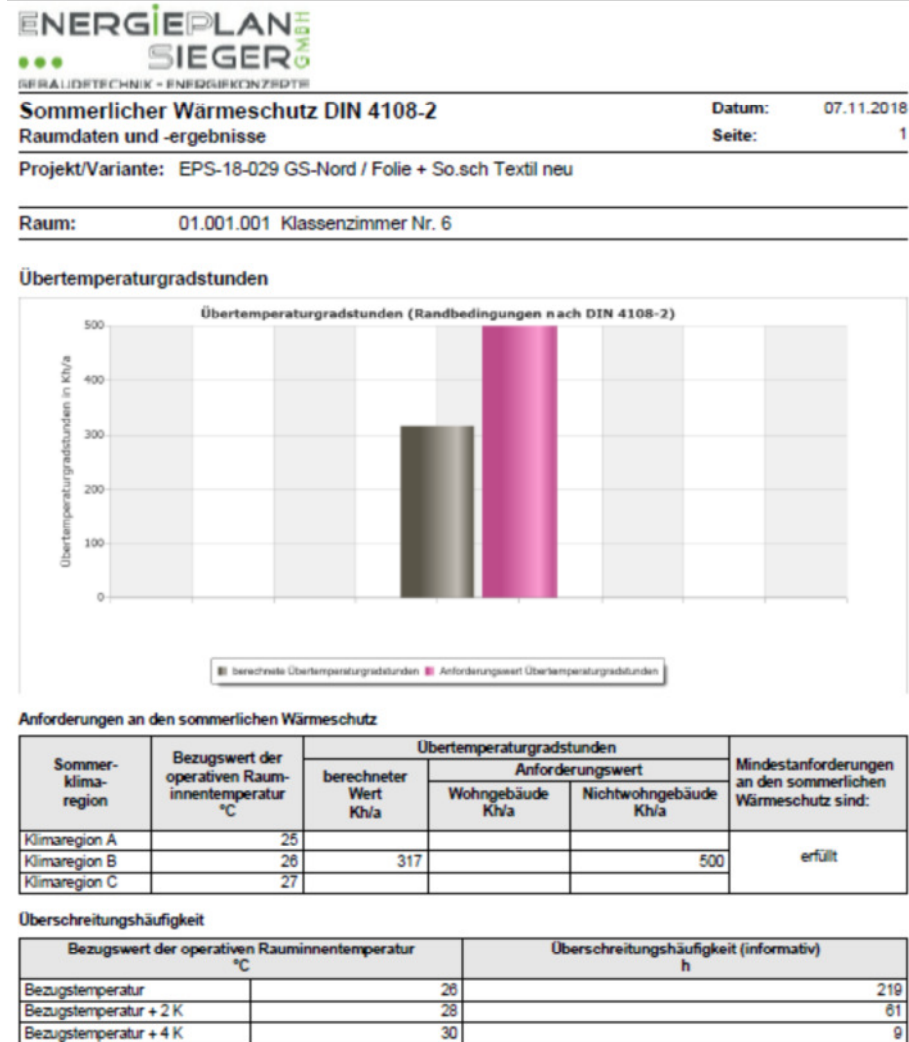 ENERGIEPLAN
SIEGER GMBH
GEBÄUDETECHNIK - ENERGIEKONZEPTE
Sommerlicher Wärmeschutz DIN 4108-2
Datum: 07.11.2018
Raumdaten und -ergebnisse
Seite: 1
Projekt/Variante: EPS-18-029 GS-Nord / Folie + So.sch Textil neu
Raum: 01.001.001 Klassenzimmer Nr. 6
Übertemperaturgradstunden
Übertemperaturgradstunden (Randbedingungen nach DIN 4108-2)
Übertemperaturgradstunden in Kh/a
500
400
300
200
100
0
berechnete Übertemperaturgradstunden Anforderungswert Übertemperaturgradstunden
Anforderungen an den sommerlichen Wärmeschutz
Sommer-
klima-
region
Bezugswert der
operativen Raum-
innentemperatur
°C
Übertemperaturgradstunden
berechneter
Wert
Kh/a
Anforderungswert
Wohngebäude
Kh/a
Nichtwohngebäude
Kh/a
Mindestanforderungen
an den sommerlichen
Wärmeschutz sind:
Klimaregion A 25
Klimaregion B 26 317 500 erfüllt
Klimaregion C 27
Überschreitungshäufigkeit
Bezugswert der operativen Rauminnentemperatur
°C
Überschreitungshäufigkeit (informativ)
h
Bezugstemperatur 26 219
Bezugstemperatur + 2 K 28 61
Bezugstemperatur + 4 K 30 9